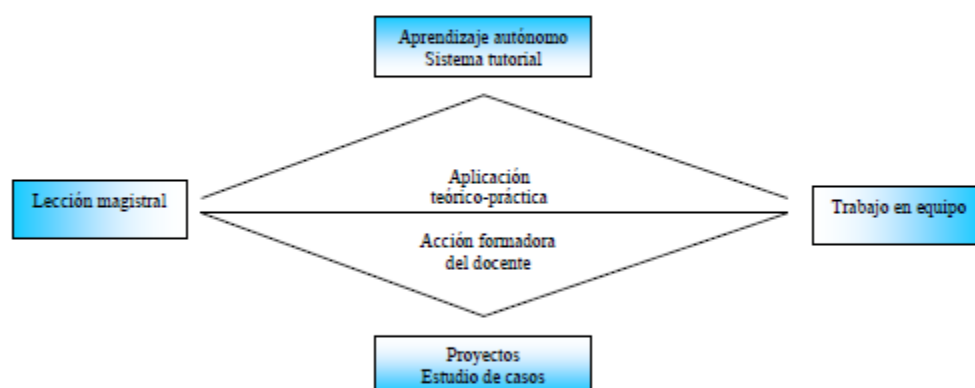 Aprendizaje autónomo
Sistema tutorial
Aplicación
teórico-práctica
Lección magistral
Trabajo en equipo
Acción formadora
del docente
Proyectos
Estudio de casos